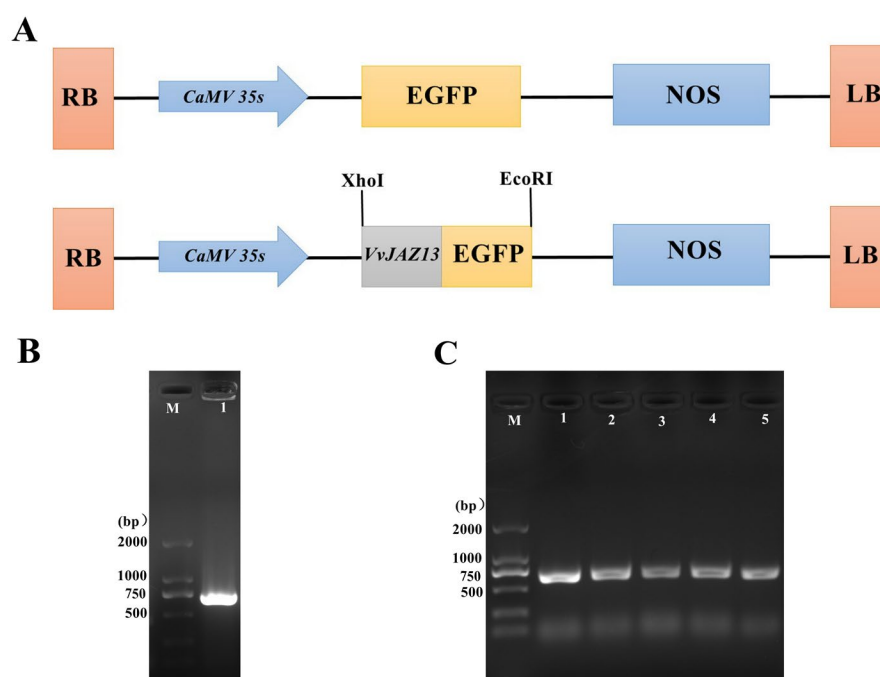 A
RB CaMV 35s EGFP NOS LB
XhoI EcoRI
RB CaMV 35s VvJAZ13 EGFP NOS LB
B
M 1
(bp)
2000
1000
750
500
C
M 1 2 3 4 5
(bp)
2000
1000
750
500